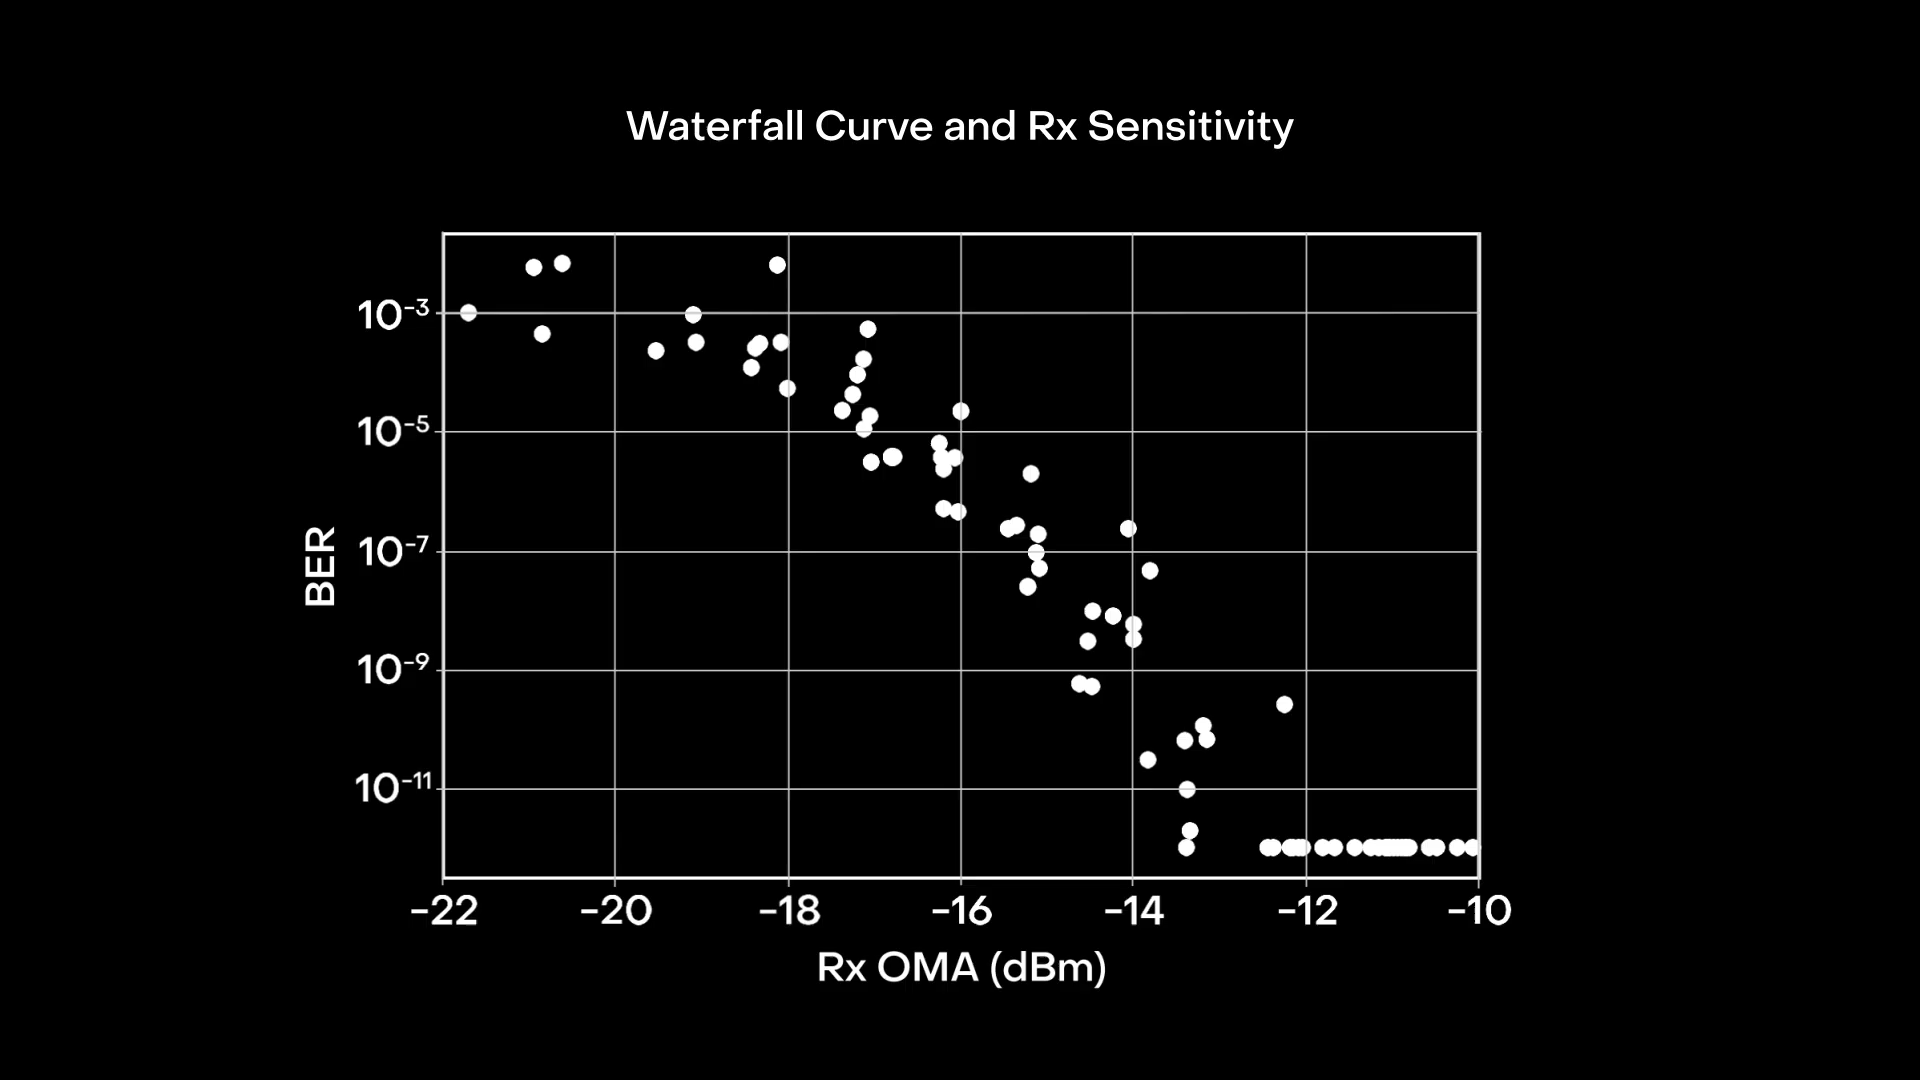 Waterfall Curve and Rx Sensitivity
10⁻³
10⁻⁵
10⁻⁷
10⁻⁹
10⁻¹¹
BER
-22 -20 -18 -16 -14 -12 -10
Rx OMA (dBm)